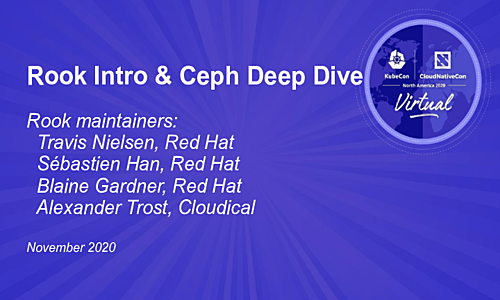 Rook Intro & Ceph Deep Dive
KubeCon
CloudNativeCon
North America 2020
Virtual
Rook maintainers:
Travis Nielsen, Red Hat
Sébastien Han, Red Hat
Blaine Gardner, Red Hat
Alexander Trost, Cloudical
November 2020